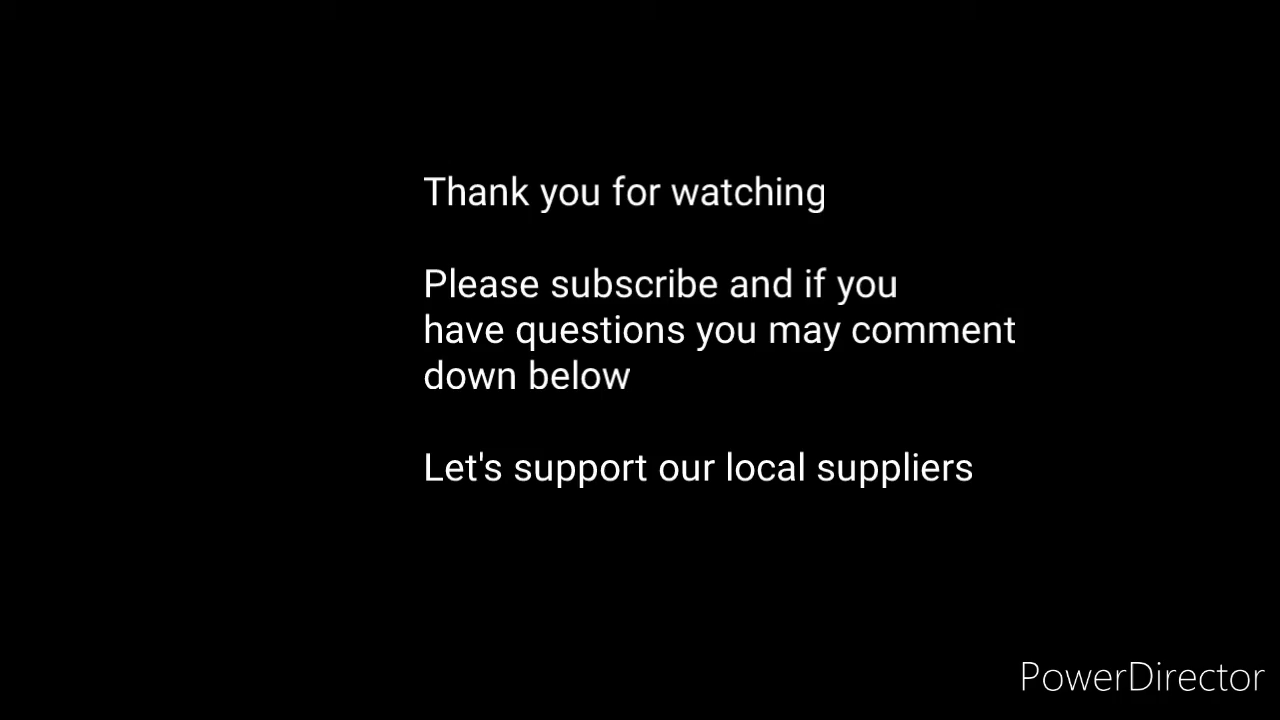 Thank you for watching
Please subscribe and if you
have questions you may comment
down below
Let's support our local suppliers
PowerDirector